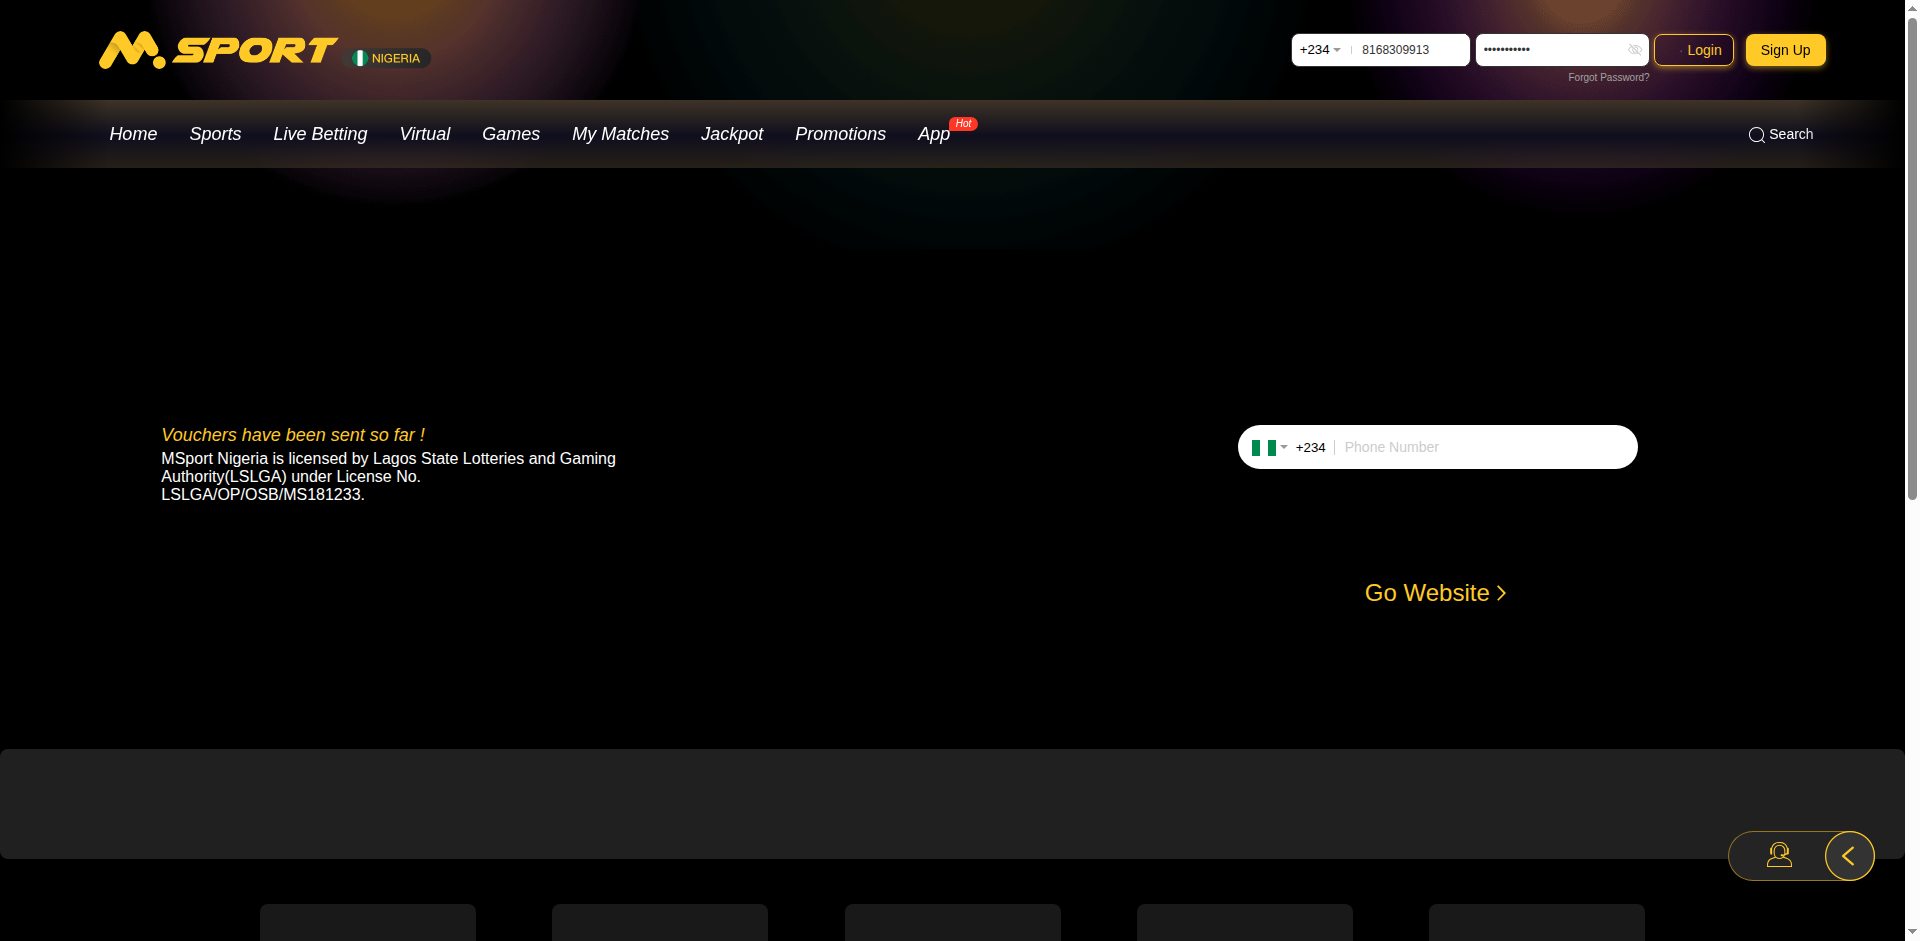 M.SPORT
NIGERIA
+234 8168309913 ••••••••••• Login Sign Up
Forgot Password?
Home Sports Live Betting Virtual Games My Matches Jackpot Promotions App Hot Search
Vouchers have been sent so far !
MSport Nigeria is licensed by Lagos State Lotteries and Gaming
Authority(LSLGA) under License No.
LSLGA/OP/OSB/MS181233.
+234 Phone Number
Go Website